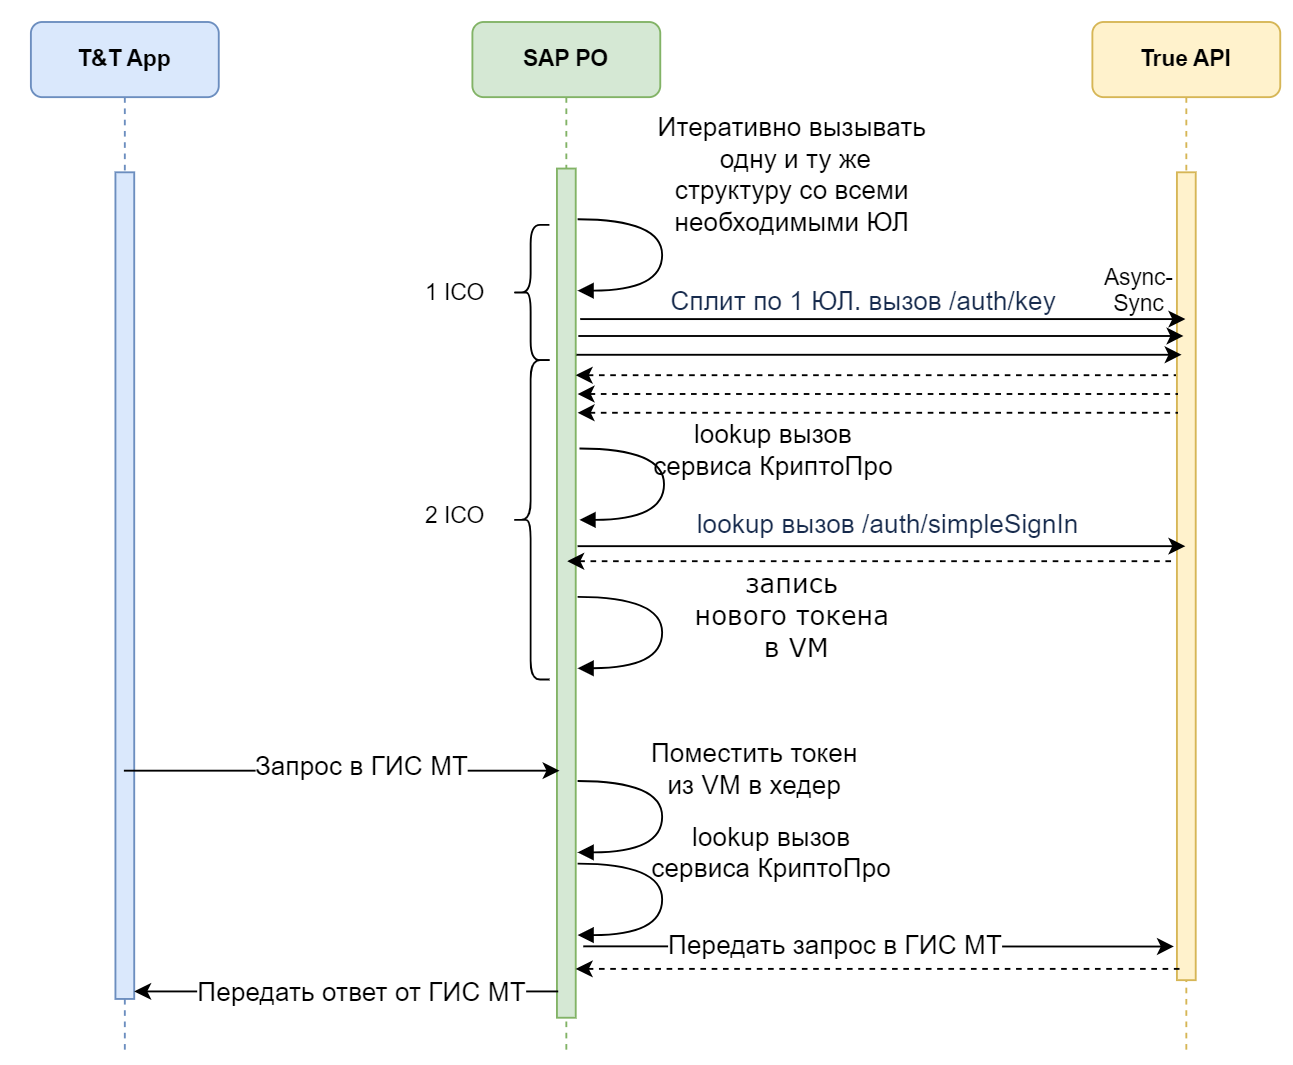 T&T App
SAP PO
True API
Итеративно вызывать
одну и ту же
структуру со всеми
необходимыми ЮЛ
1 ICO
Async-
Sync
Сплит по 1 ЮЛ. вызов /auth/key
lookup вызов
сервиса КриптоПро
2 ICO
lookup вызов /auth/simpleSignIn
запись
нового токена
в VM
Запрос в ГИС МТ
Поместить токен
из VM в хедер
lookup вызов
сервиса КриптоПро
Передать запрос в ГИС МТ
Передать ответ от ГИС МТ